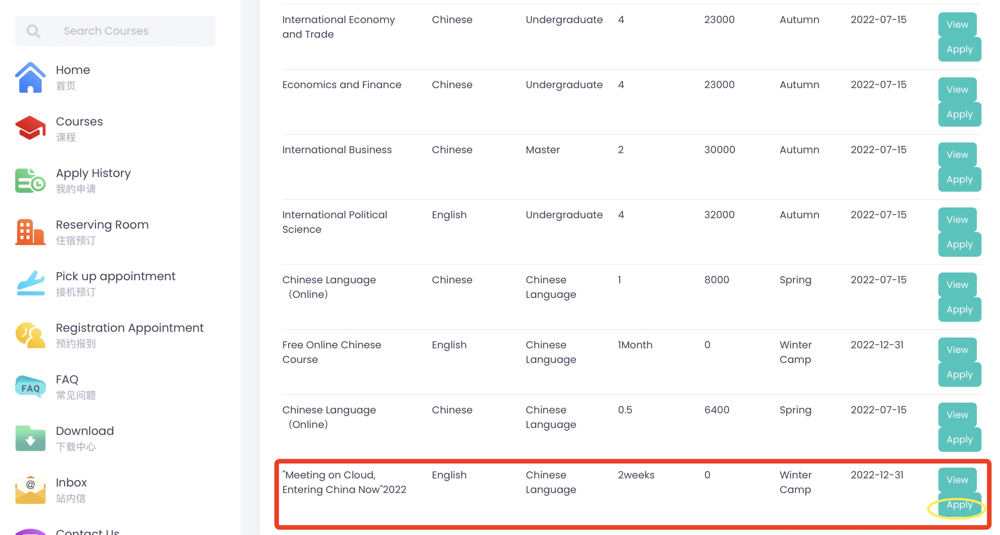 Search Courses
Home
首页
Courses
课程
Apply History
我的申请
Reserving Room
住宿预订
Pick up appointment
接机预订
Registration Appointment
预约报到
FAQ
FAQ
常见问题
Download
下载中心
@
Inbox
站内信
Contact Us
International Economy and Trade Chinese Undergraduate 4 23000 Autumn 2022-07-15 View Apply
Economics and Finance Chinese Undergraduate 4 23000 Autumn 2022-07-15 View Apply
International Business Chinese Master 2 30000 Autumn 2022-07-15 View Apply
International Political Science English Undergraduate 4 32000 Autumn 2022-07-15 View Apply
Chinese Language （Online） Chinese Chinese Language 1 8000 Spring 2022-07-15 View Apply
Free Online Chinese Course English Chinese Language 1Month 0 Winter Camp 2022-12-31 View Apply
Chinese Language （Online） Chinese Chinese Language 0.5 6400 Spring 2022-07-15 View Apply
"Meeting on Cloud, Entering China Now"2022 English Chinese Language 2weeks 0 Winter Camp 2022-12-31 View Apply